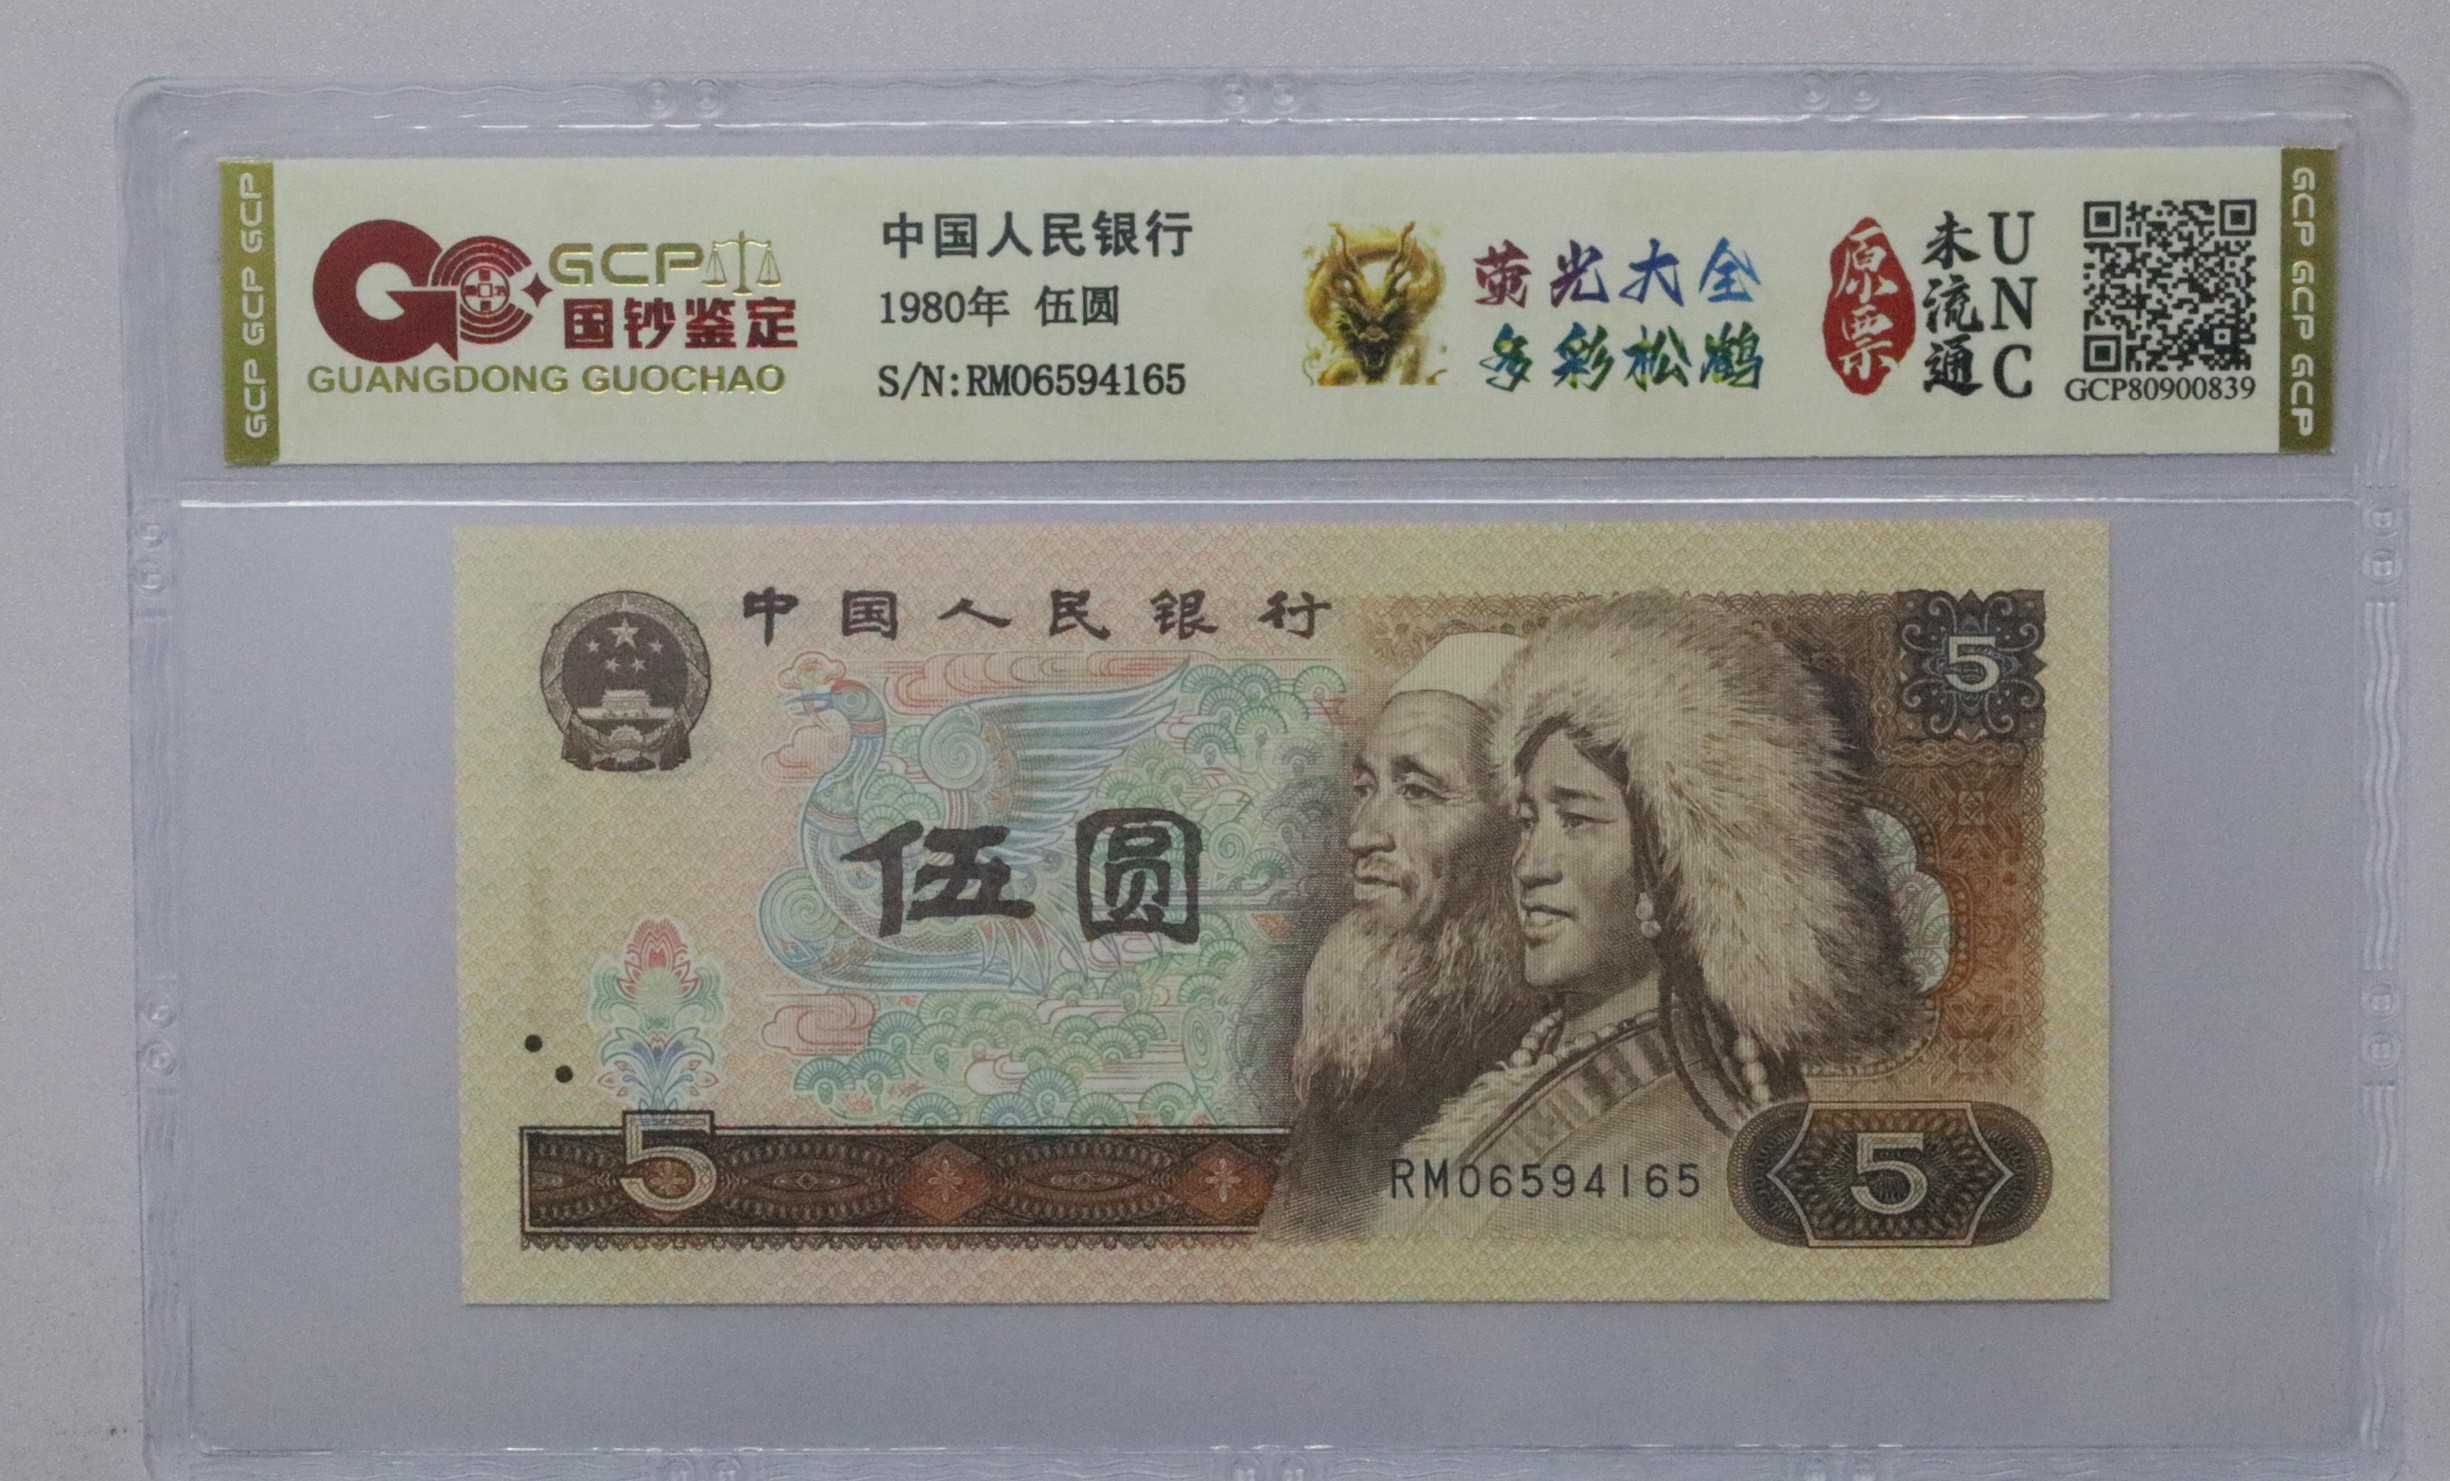 GCP GCP GCP
GCP
国钞鉴定
GUANGDONG GUOCHAO
中国人民银行
1980年 伍圆
S/N:RM06594165
荧光大全
多彩松鹤
原票
未流通
UNC
GCP80900839
GCP GCP GCP
中国人民银行
5
伍圆
5
RM06594165
5